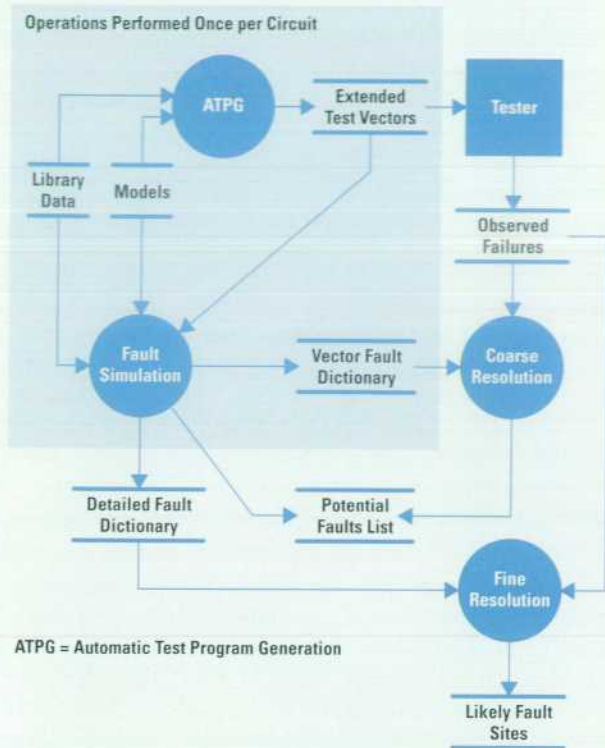 Operations Performed Once per Circuit
ATPG
Extended
Test Vectors
Tester
Library
Data
Models
Observed
Failures
Fault
Simulation
Vector Fault
Dictionary
Coarse
Resolution
Detailed Fault
Dictionary
Potential
Faults List
Fine
Resolution
ATPG = Automatic Test Program Generation
Likely Fault
Sites